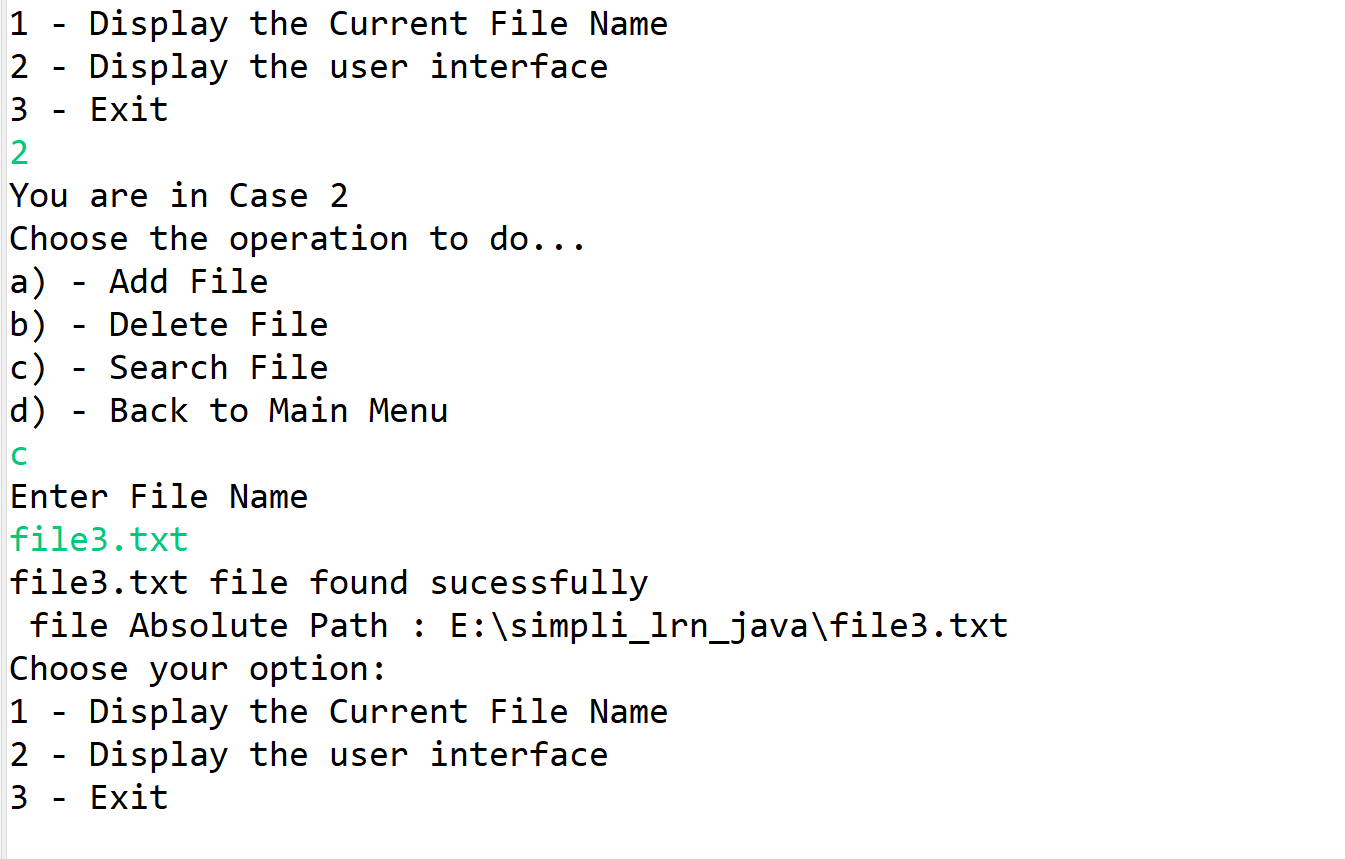 1 - Display the Current File Name
2 - Display the user interface
3 - Exit
2
You are in Case 2
Choose the operation to do...
a) - Add File
b) - Delete File
c) - Search File
d) - Back to Main Menu
c
Enter File Name
file3.txt
file3.txt file found sucessfully
 file Absolute Path : E:\simpli_lrn_java\file3.txt
Choose your option:
1 - Display the Current File Name
2 - Display the user interface
3 - Exit